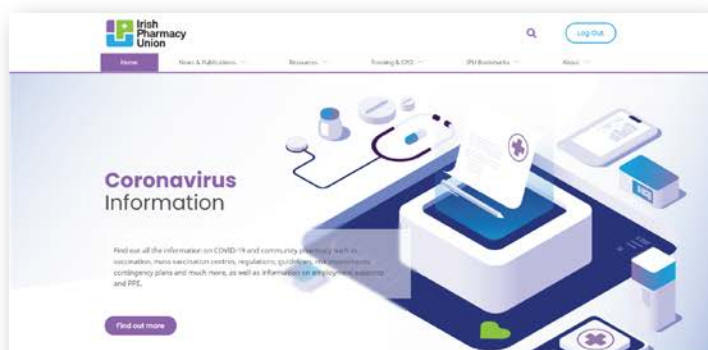 Irish
Pharmacy
Union
Log Out
Home
News & Publications
Resources
Training & CPD
IPU Bookmarks
About
Coronavirus
Information
Find out all the information on COVID-19 and community pharmacy such as
vaccination, mass vaccination centres, regulations, guidelines,
contingency plans and much more, as well as information on employment supports
and PPE.
Find out more